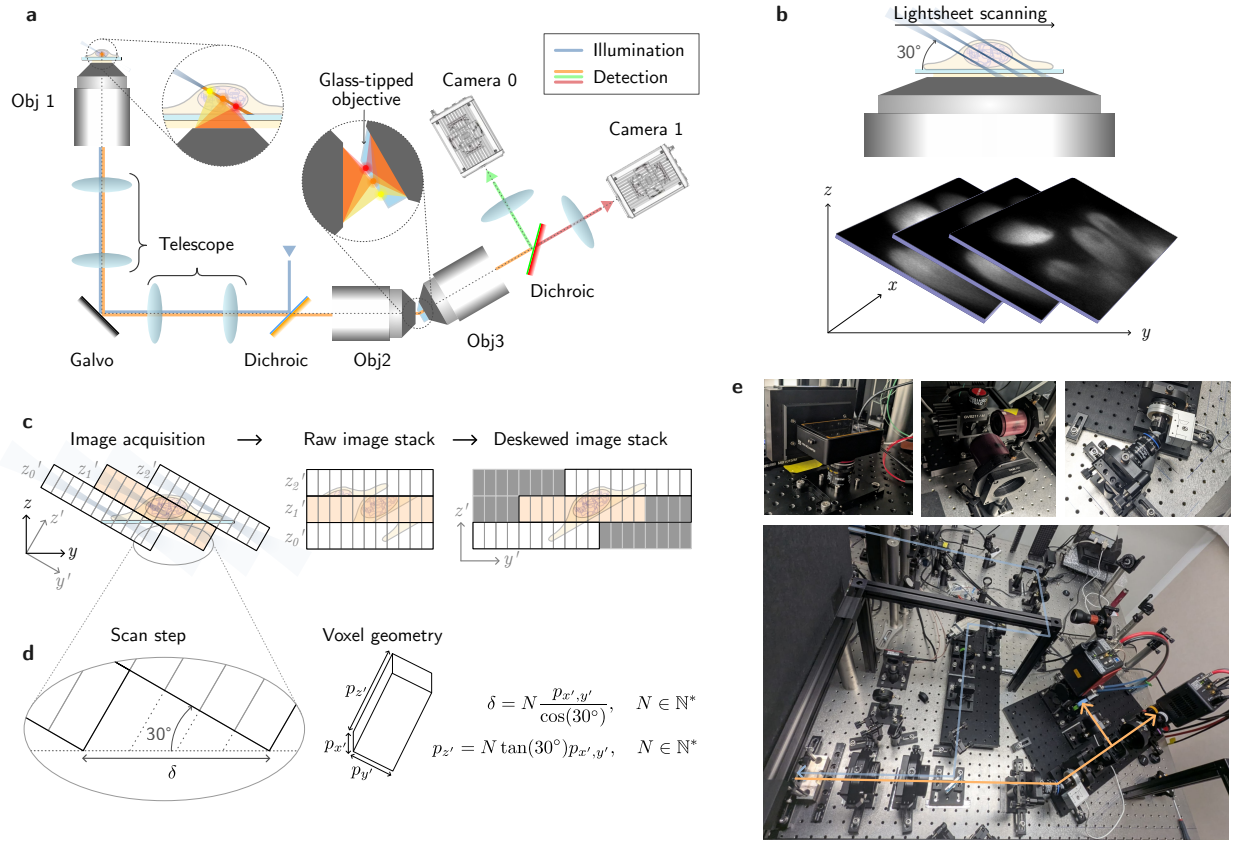 a
Obj 1
Telescope
Galvo
Dichroic
Obj2
Obj3
Glass-tipped
objective
Camera 0
Camera 1
Dichroic
Illumination
Detection
b
Lightsheet scanning
30°
z
x
y
c
Image acquisition → Raw image stack → Deskewed image stack
z0′ z1′ z2′
z
z′
y
y′
z2′
z1′
z0′
z′
y′
d
Scan step
30°
δ
Voxel geometry
pz′
px′
py′
δ = N px′,y′ / cos(30°), N ∈ ℕ*
pz′ = N tan(30°)px′,y′, N ∈ ℕ*
e